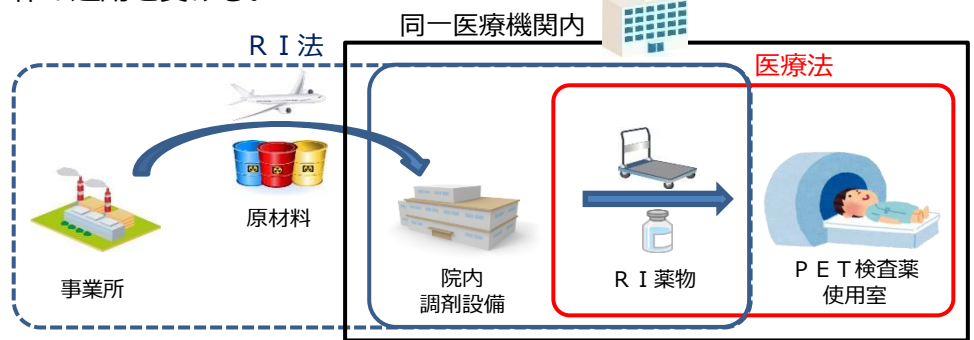 同一医療機関内
ＲＩ法
医療法
原材料
事業所
院内
調剤設備
ＲＩ薬物
ＰＥＴ検査薬
使用室